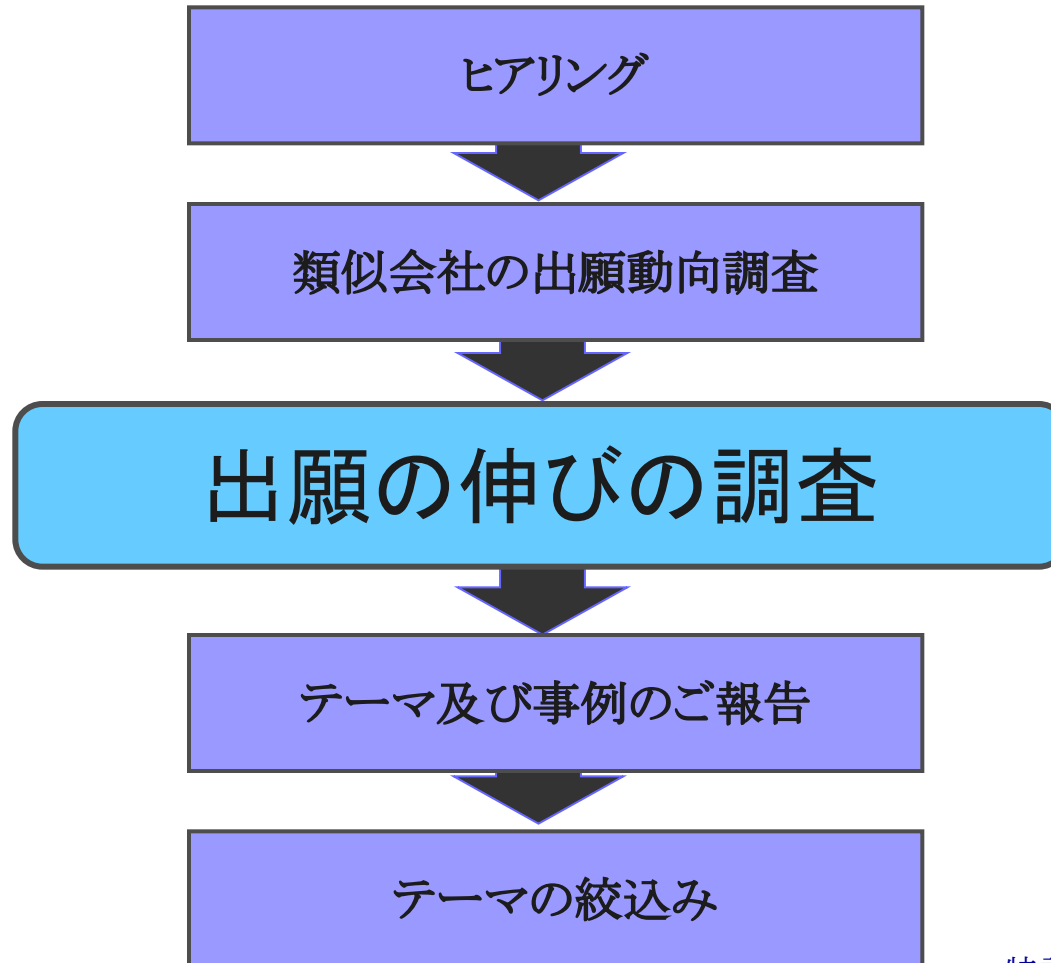 ヒアリング
類似会社の出願動向調査
出願の伸びの調査
テーマ及び事例のご報告
テーマの絞込み